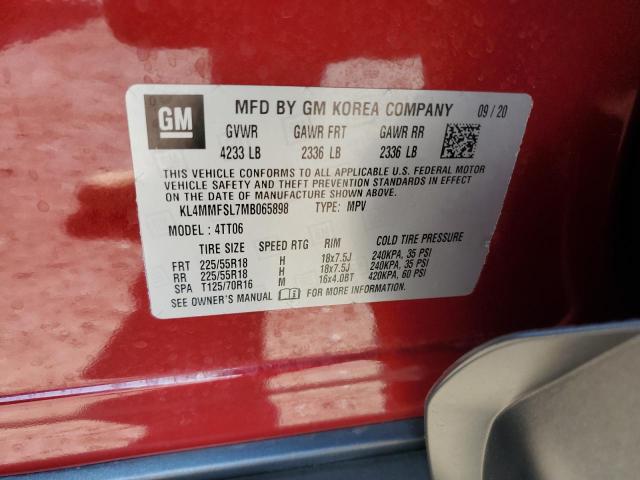 GM
MFD BY GM KOREA COMPANY 09/20
GVWR GAWR FRT GAWR RR
4233 LB 2336 LB 2336 LB
THIS VEHICLE CONFORMS TO ALL APPLICABLE U.S. FEDERAL MOTOR
VEHICLE SAFETY AND THEFT PREVENTION STANDARDS IN EFFECT
ON THE DATE OF MANUFACTURE SHOWN ABOVE.
KL4MMFSL7MB065898 TYPE: MPV
MODEL: 4TT06
TIRE SIZE SPEED RTG RIM COLD TIRE PRESSURE
FRT 225/55R18 H 18x7.5J 240KPA, 35 PSI
RR 225/55R18 H 18x7.5J 240KPA, 35 PSI
SPA T125/70R16 M 16x4.0BT 420KPA, 60 PSI
SEE OWNER'S MANUAL FOR MORE INFORMATION.